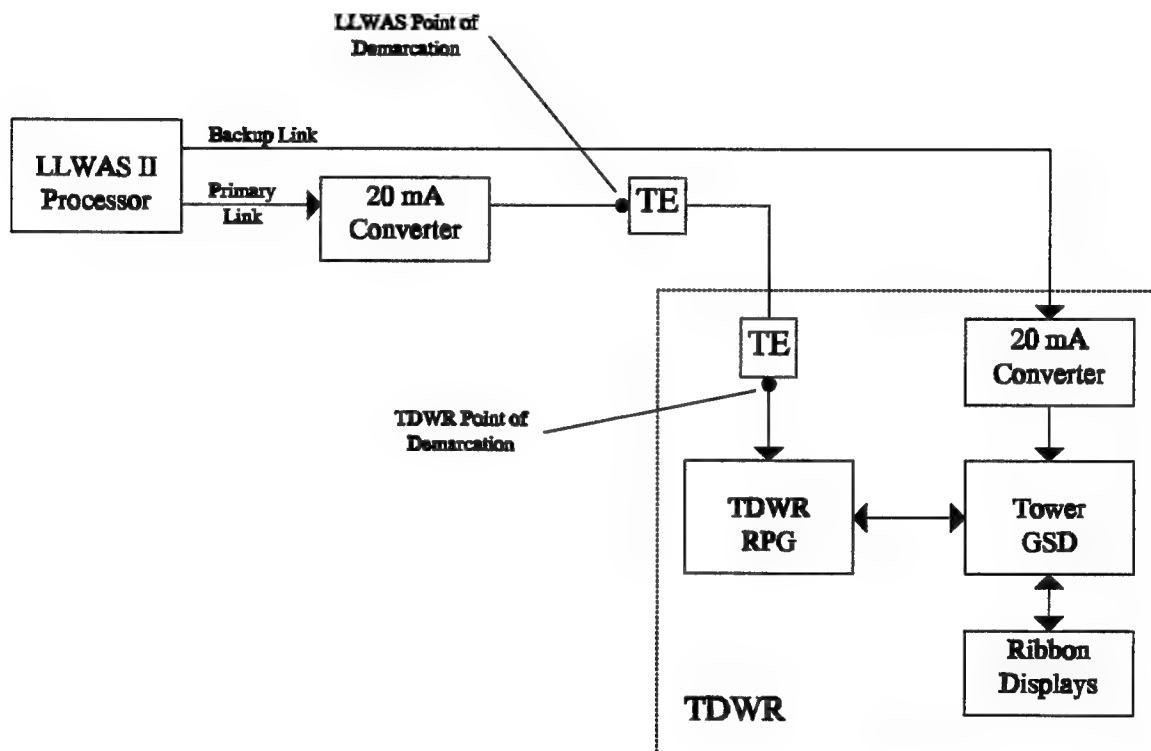 LLWAS Point of
Demarcation
LLWAS II
Processor
Backup Link
Primary
Link
20 mA
Converter
TE
TE
20 mA
Converter
TDWR Point of
Demarcation
TDWR
RPG
Tower
GSD
Ribbon
Displays
TDWR